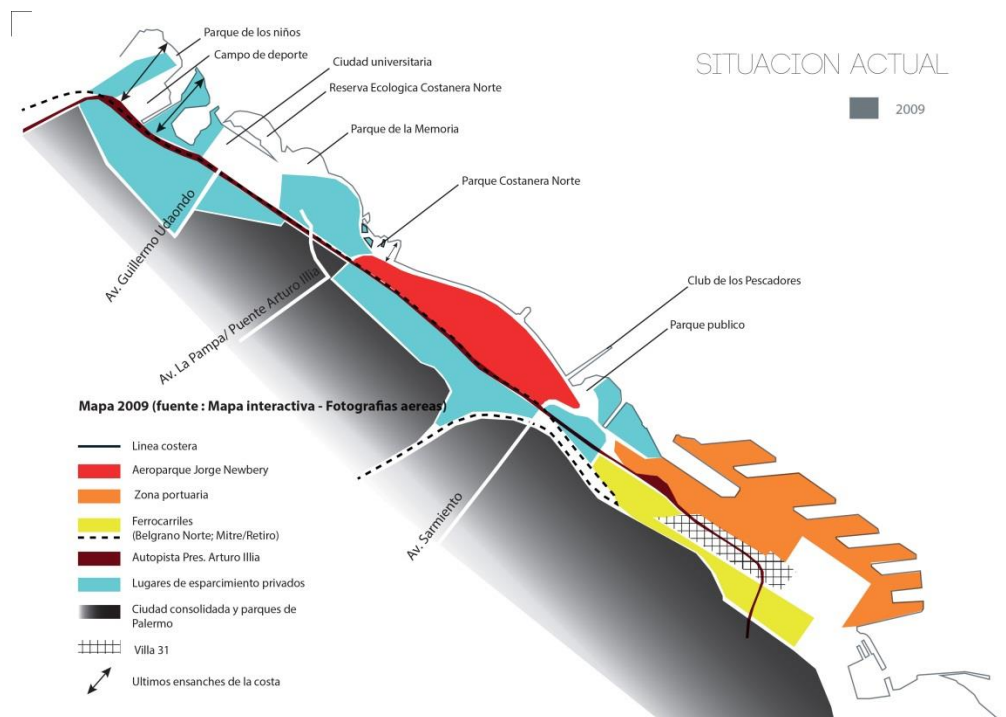 SITUACION ACTUAL
2009
Parque de los niños
Campo de deporte
Ciudad universitaria
Reserva Ecologica Costanera Norte
Parque de la Memoria
Parque Costanera Norte
Club de los Pescadores
Parque publico
Av. Guillermo Udaondo
Av. La Pampa/ Puente Arturo Illia
Av. Sarmiento
Mapa 2009 (fuente : Mapa interactiva - Fotografias aereas)
Linea costera
Aeroparque Jorge Newbery
Zona portuaria
Ferrocarriles
(Belgrano Norte; Mitre/Retiro)
Autopista Pres. Arturo Illia
Lugares de esparcimiento privados
Ciudad consolidada y parques de
Palermo
Villa 31
Ultimos ensanches de la costa